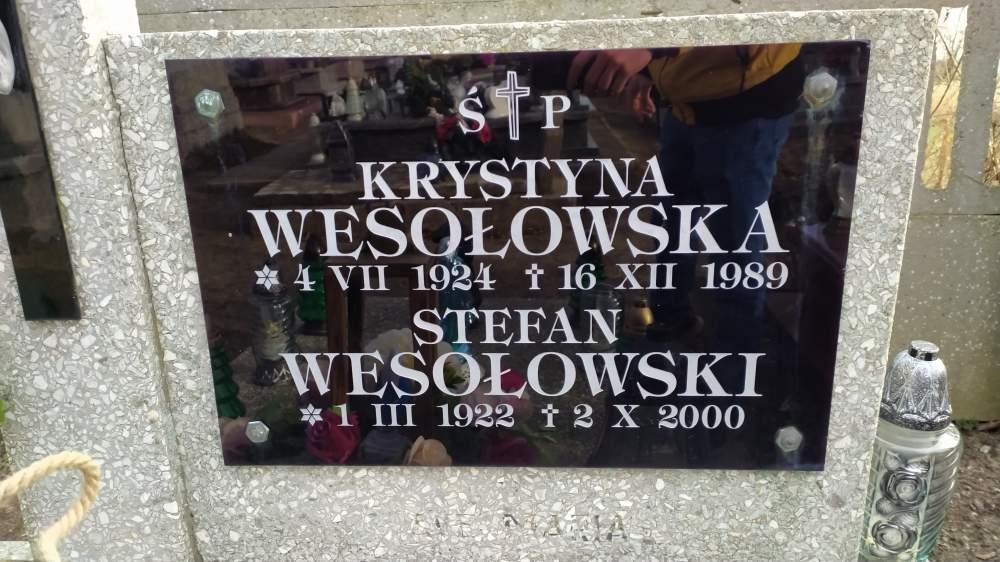 Ś P
KRYSTYNA
WESOŁOWSKA
✡ 4 VII 1924 ✝ 16 XII 1989
STEFAN
WESOŁOWSKI
✡ 1 III 1922 ✝ 2 X 2000